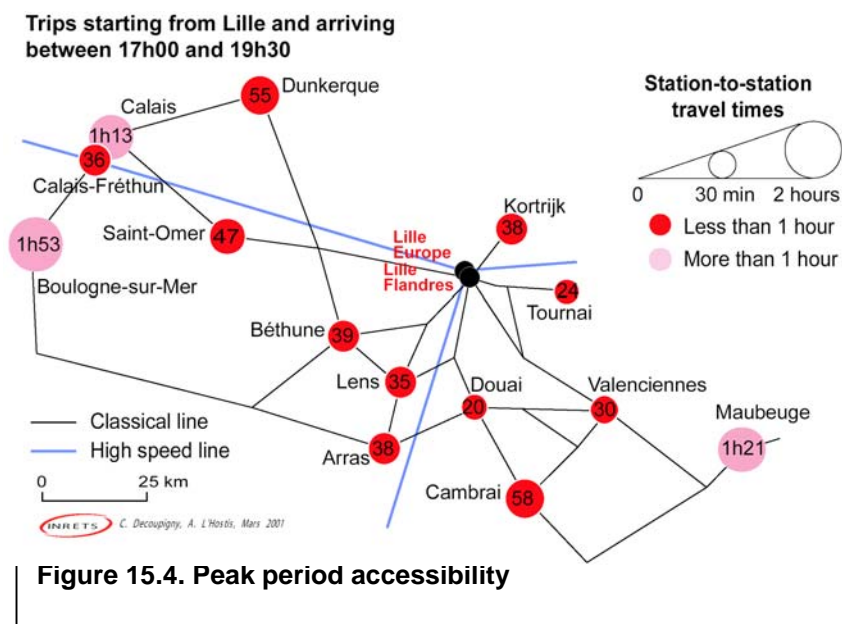 Trips starting from Lille and arriving
between 17h00 and 19h30
Dunkerque
55
Calais
1h13
36
Calais-Fréthun
1h53
Boulogne-sur-Mer
Saint-Omer
47
Kortrijk
38
Lille
Europe
Lille
Flandres
24
Tournai
Béthune
39
Lens
35
Douai
20
Valenciennes
30
Maubeuge
1h21
Arras
38
Cambrai
58
Station-to-station
travel times
0 30 min 2 hours
Less than 1 hour
More than 1 hour
Classical line
High speed line
0 25 km
INRETS C. Decoupigny, A. L'Hostis, Mars 2001
Figure 15.4. Peak period accessibility